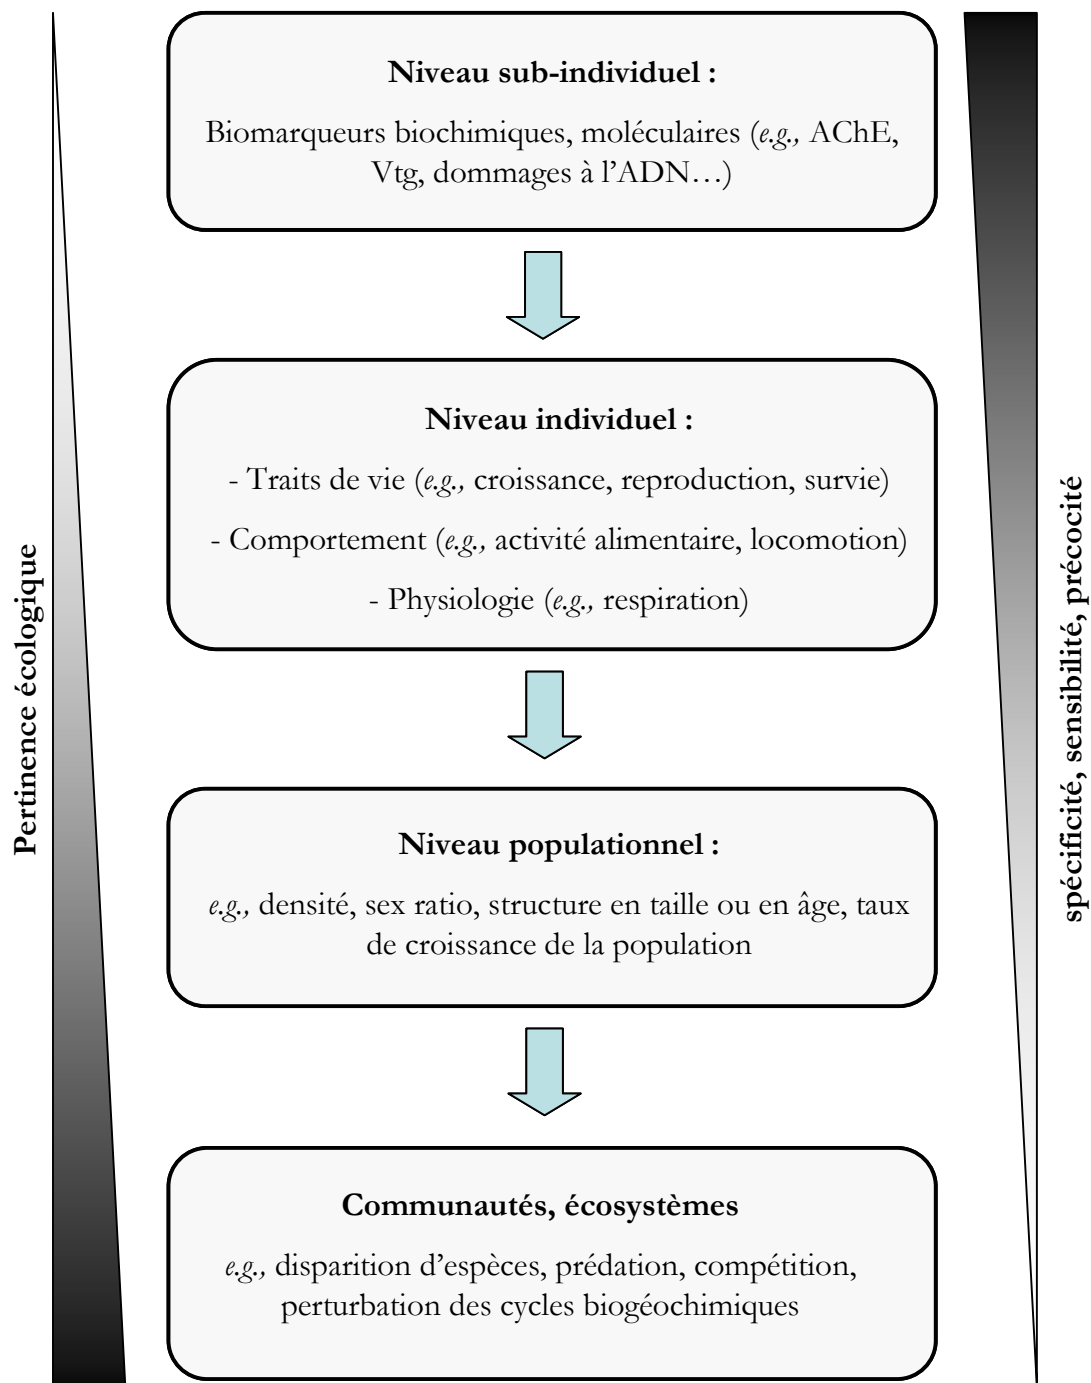 Niveau sub-individuel :
Biomarqueurs biochimiques, moléculaires (e.g., AChE,
Vtg, dommages à l’ADN…)
Niveau individuel :
- Traits de vie (e.g., croissance, reproduction, survie)
- Comportement (e.g., activité alimentaire, locomotion)
- Physiologie (e.g., respiration)
Pertinence écologique
spécificité, sensibilité, précocité
Niveau populationnel :
e.g., densité, sex ratio, structure en taille ou en âge, taux
de croissance de la population
Communautés, écosystèmes
e.g., disparition d’espèces, prédation, compétition,
perturbation des cycles biogéochimiques